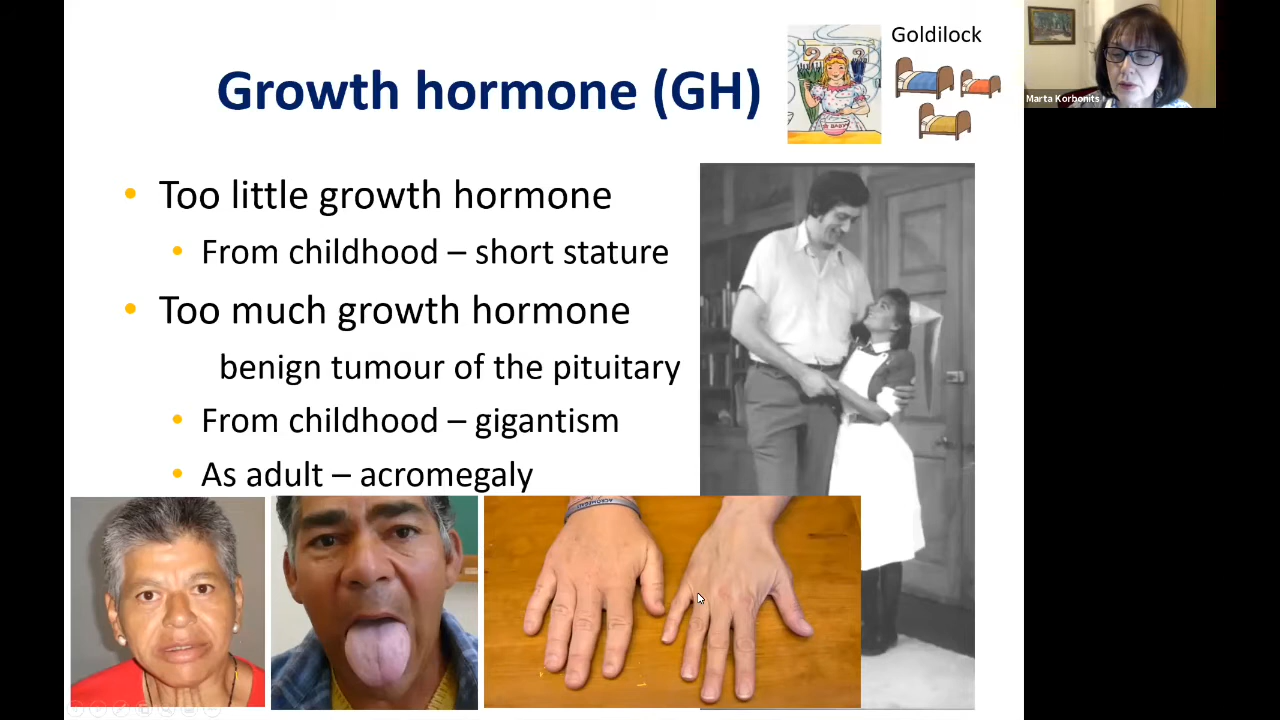 Growth hormone (GH)
Goldilock
Marta Korbonits
• Too little growth hormone
• From childhood – short stature
• Too much growth hormone
benign tumour of the pituitary
• From childhood – gigantism
• As adult – acromegaly